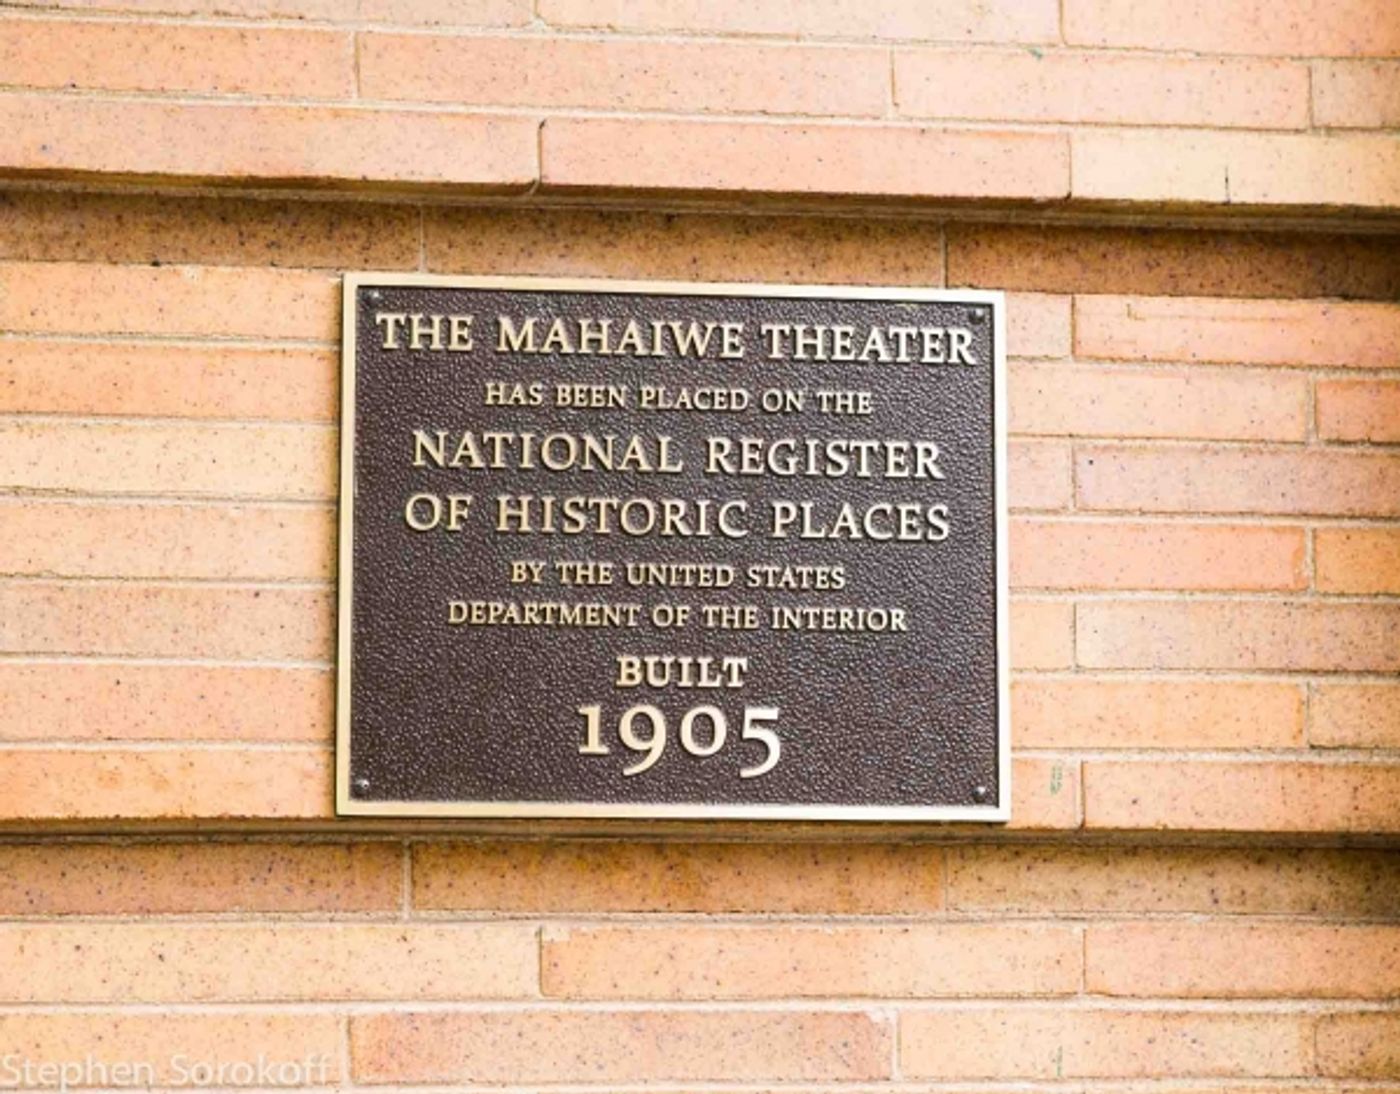 THE MAHAIWE THEATER
HAS BEEN PLACED ON THE
NATIONAL REGISTER
OF HISTORIC PLACES
BY THE UNITED STATES
DEPARTMENT OF THE INTERIOR
BUILT
1905
Stephen Sorokoff